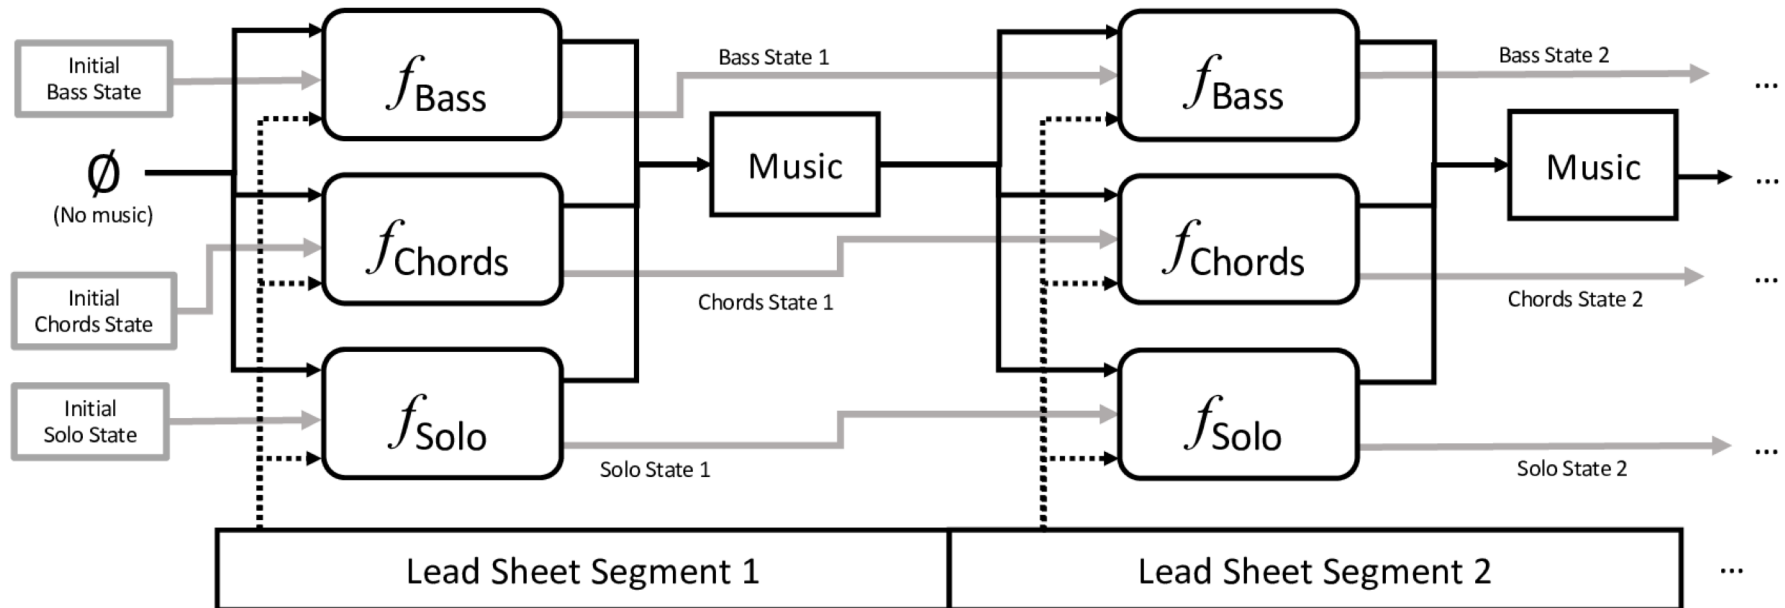 Initial
Bass State
f Bass
Bass State 1
f Bass
Bass State 2
...
Ø
(No music)
Music
Music
...
Initial
Chords State
f Chords
Chords State 1
f Chords
Chords State 2
...
Initial
Solo State
f Solo
Solo State 1
f Solo
Solo State 2
...
Lead Sheet Segment 1
Lead Sheet Segment 2
...